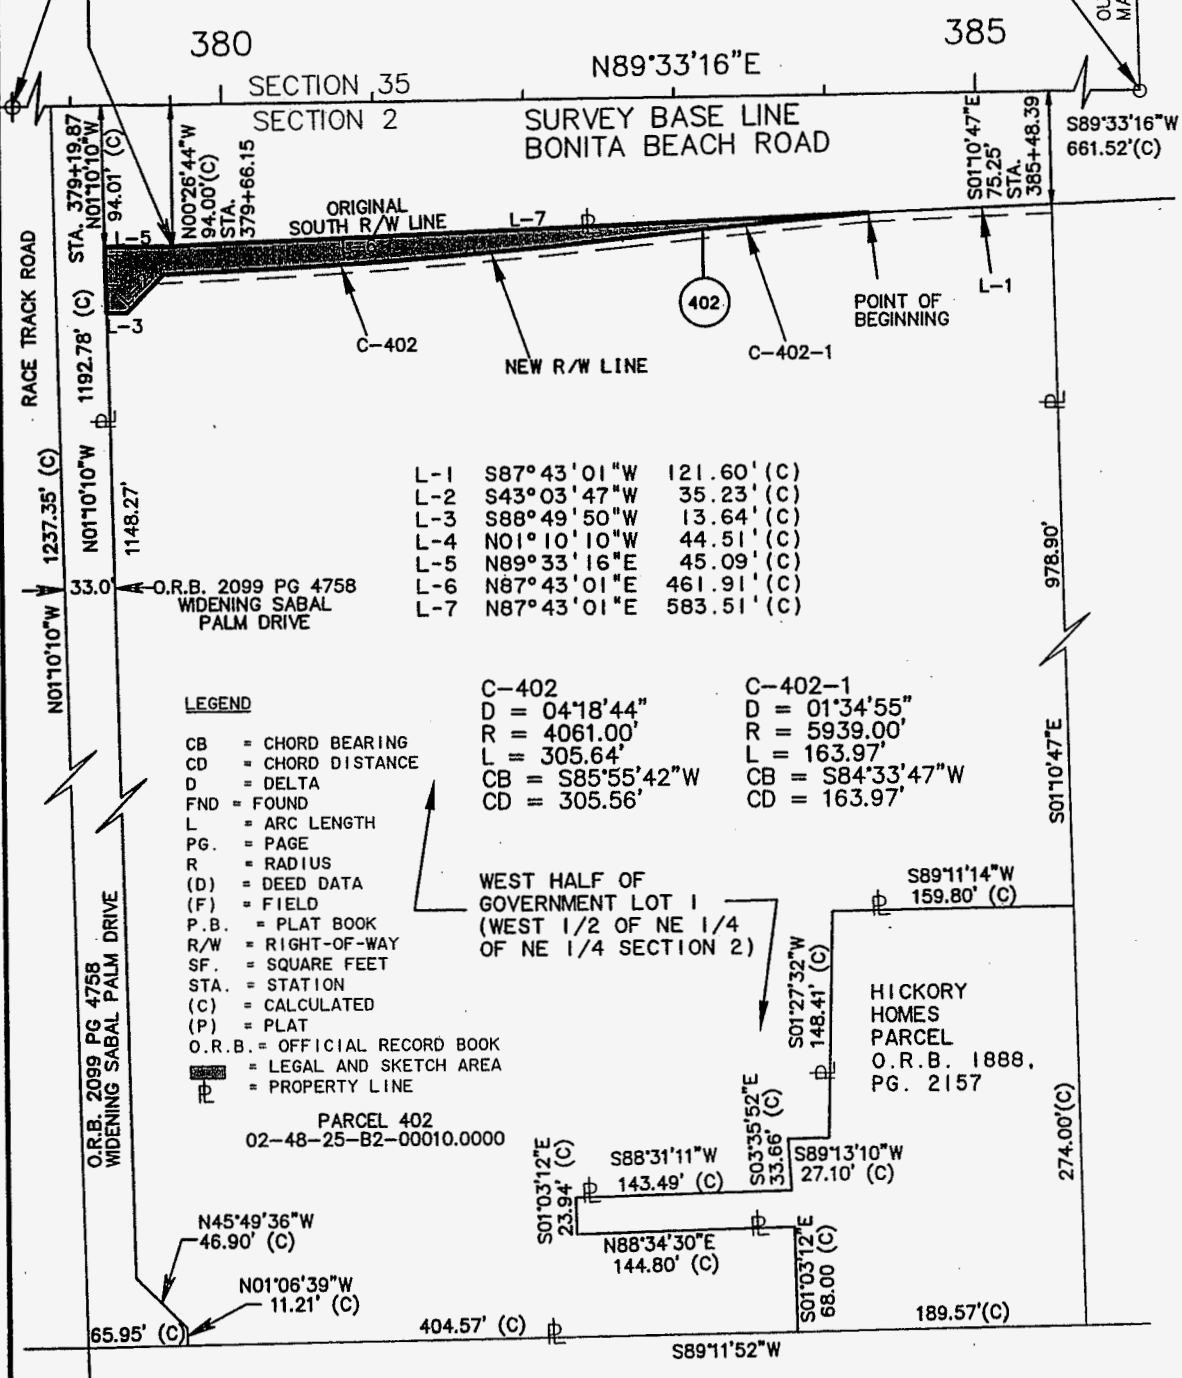 380
385
OU
MA
N89°33'16"E
SECTION 35
SECTION 2
SURVEY BASE LINE
BONITA BEACH ROAD
S89°33'16"W
661.52'(C)
STA. 379+19.87
N01°10'10"W
94.01' (C)
N00°26'44"W
94.00'(C)
STA.
379+66.15
S01°10'47"E
75.25'
STA.
385+48.39
ORIGINAL
SOUTH R/W LINE
L-7
L-5
L-3
L-1
402
POINT OF
BEGINNING
C-402
C-402-1
NEW R/W LINE
RACE TRACK ROAD
1192.78' (C)
1237.35' (C)
N01°10'10"W
1148.27'
978.90'
L-1 S87°43'01"W 121.60'(C)
L-2 S43°03'47"W 35.23'(C)
L-3 S88°49'50"W 13.64'(C)
L-4 N01°10'10"W 44.51'(C)
L-5 N89°33'16"E 45.09'(C)
L-6 N87°43'01"E 461.91'(C)
L-7 N87°43'01"E 583.51'(C)
33.0'
O.R.B. 2099 PG 4758
WIDENING SABAL
PALM DRIVE
N01°10'10"W
C-402
D = 04°18'44"
R = 4061.00'
L = 305.64'
CB = S85°55'42"W
CD = 305.56'
C-402-1
D = 01°34'55"
R = 5939.00'
L = 163.97'
CB = S84°33'47"W
CD = 163.97'
S01°10'47"E
LEGEND
CB = CHORD BEARING
CD = CHORD DISTANCE
D = DELTA
FND = FOUND
L = ARC LENGTH
PG. = PAGE
R = RADIUS
(D) = DEED DATA
(F) = FIELD
P.B. = PLAT BOOK
R/W = RIGHT-OF-WAY
SF. = SQUARE FEET
STA. = STATION
(C) = CALCULATED
(P) = PLAT
O.R.B. = OFFICIAL RECORD BOOK
= LEGAL AND SKETCH AREA
PL = PROPERTY LINE
PARCEL 402
02-48-25-B2-00010.0000
WEST HALF OF
GOVERNMENT LOT 1
(WEST 1/2 OF NE 1/4
OF NE 1/4 SECTION 2)
S89°11'14"W
159.80' (C)
S01°27'32"W
148.41' (C)
HICKORY
HOMES
PARCEL
O.R.B. 1888,
PG. 2157
O.R.B. 2099 PG 4758
WIDENING SABAL PALM DRIVE
S03°35'52"E
33.66' (C)
S89°13'10"W
27.10' (C)
274.00'(C)
S88°31'11"W
143.49' (C)
S01°03'12"E
23.94' (C)
N88°34'30"E
144.80' (C)
S01°03'12"E
68.00 (C)
N45°49'36"W
46.90' (C)
N01°06'39"W
11.21' (C)
65.95' (C)
404.57' (C)
189.57'(C)
S89°11'52"W